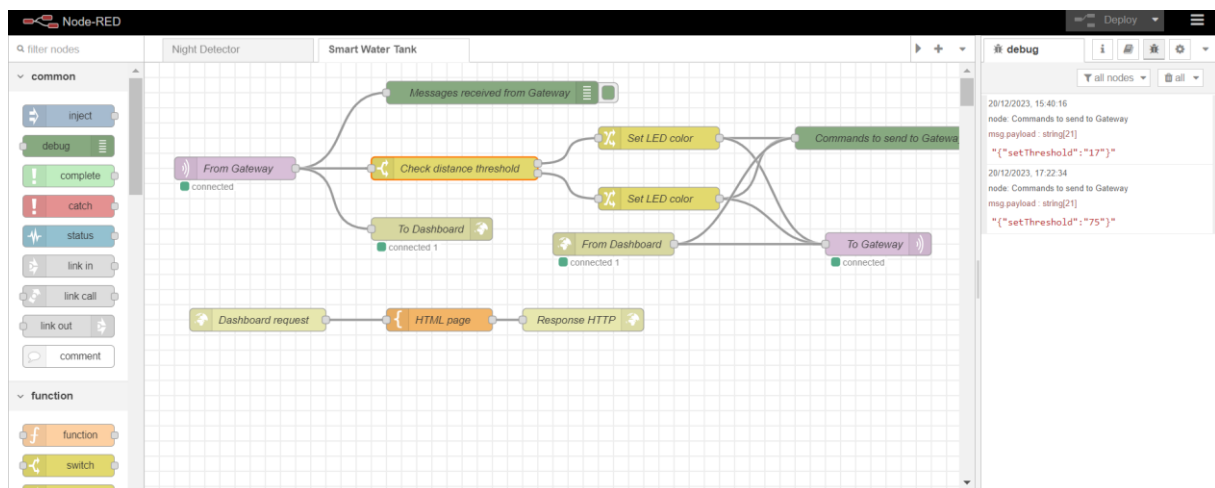 Node-RED
Deploy
filter nodes
Night Detector
Smart Water Tank
debug
all nodes
all
common
inject
debug
complete
catch
status
link in
link call
link out
comment
function
function
switch
Messages received from Gateway
Set LED color
Commands to send to Gatewa
From Gateway
connected
Check distance threshold
Set LED color
To Dashboard
connected 1
From Dashboard
connected 1
To Gateway
connected
Dashboard request
HTML page
Response HTTP
20/12/2023, 15:40:16
node: Commands to send to Gateway
msg.payload : string[21]
"{"setThreshold":"17"}"
20/12/2023, 17:22:34
node: Commands to send to Gateway
msg.payload : string[21]
"{"setThreshold":"75"}"